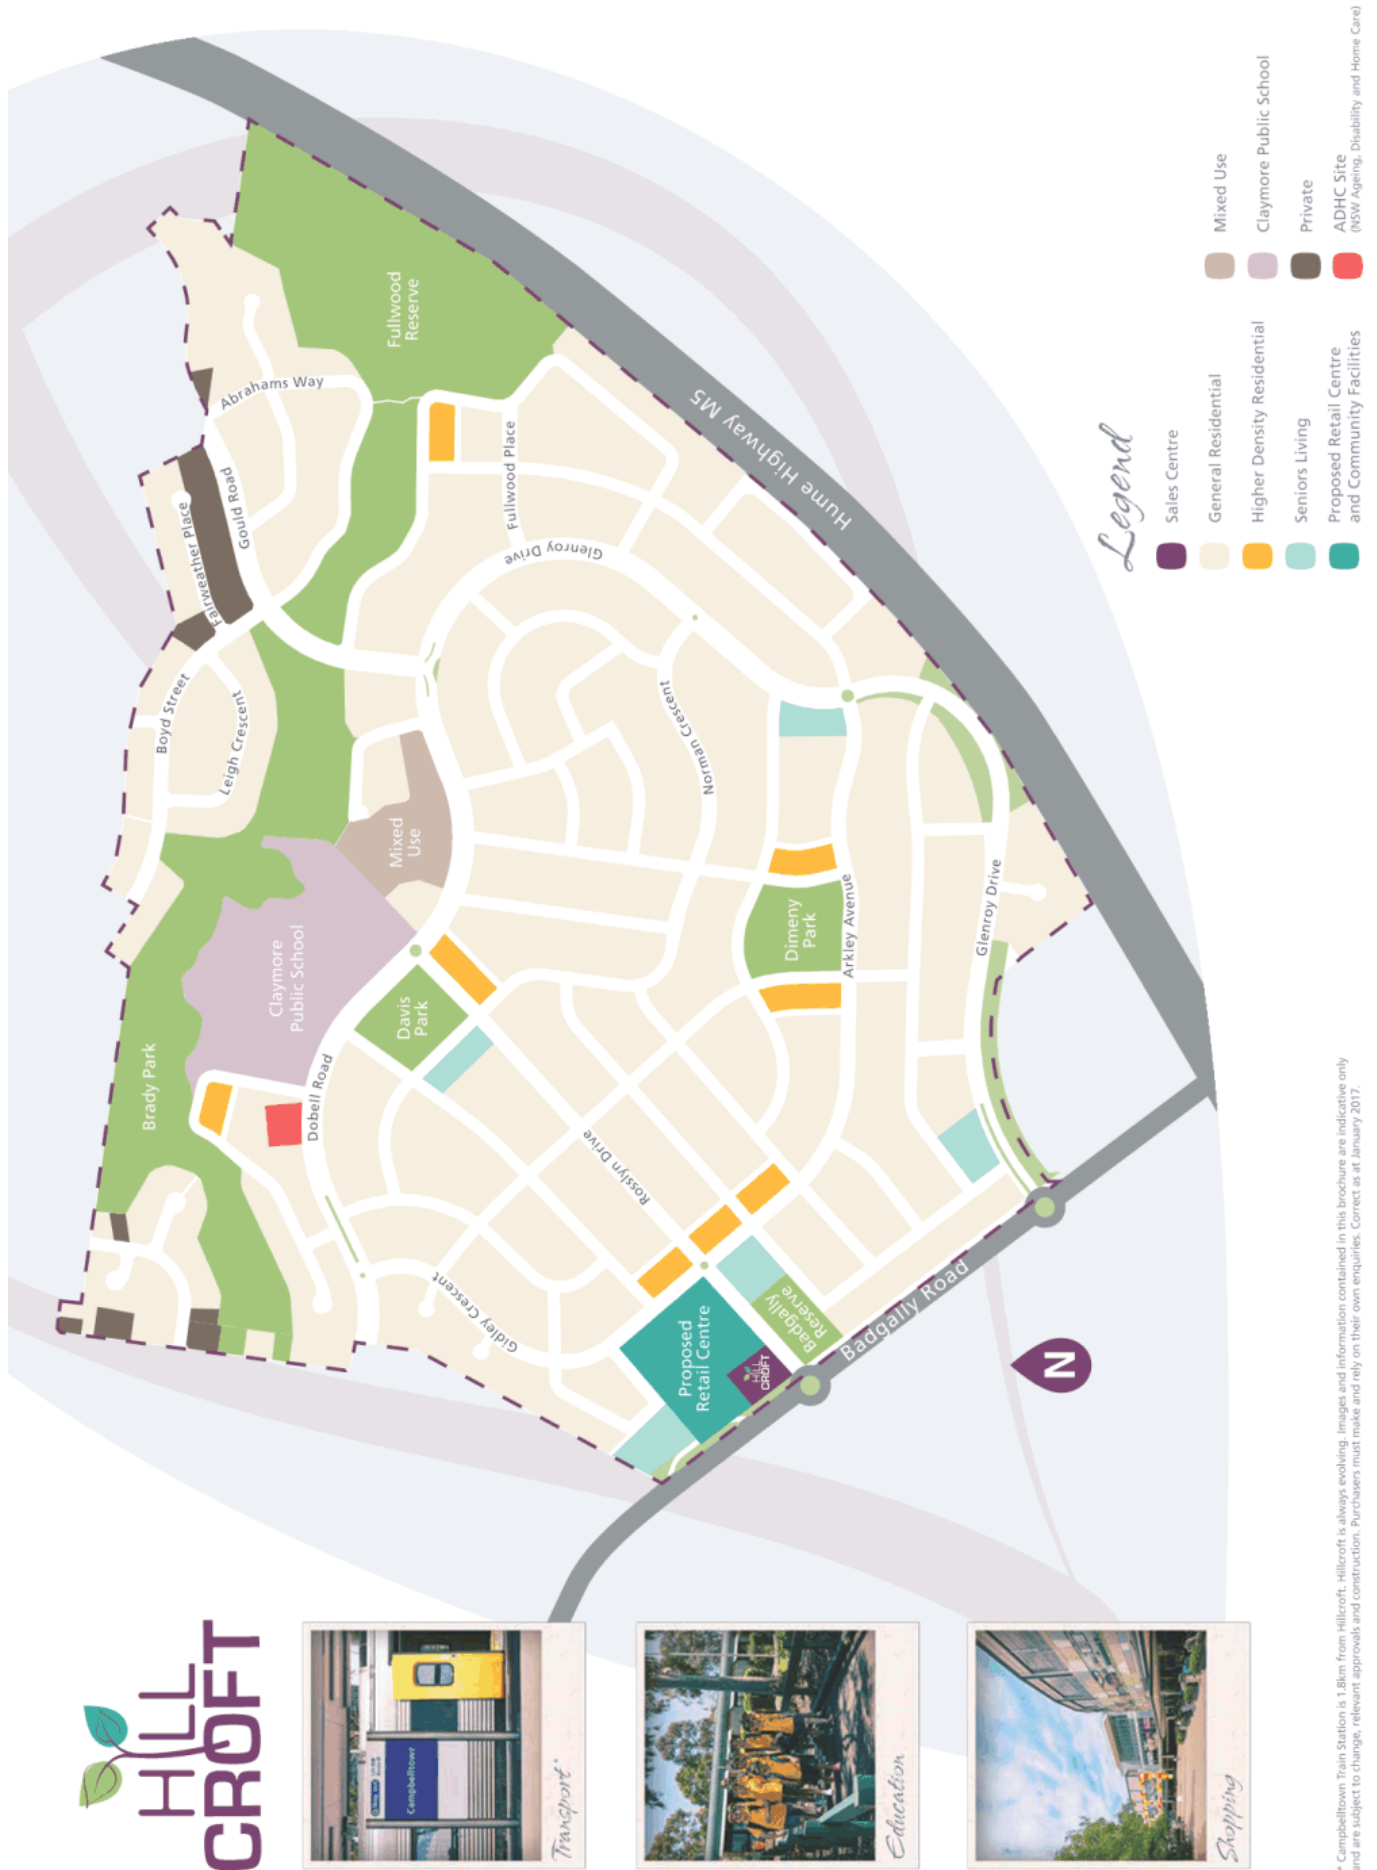 HILL
CROFT
Campbelltown
Transport*
Education
Shopping
Brady Park
Claymore
Public School
Dobell Road
Davis
Park
Mixed
Use
Boyd Street
Leigh Crescent
Fairweather Place
Gould Road
Abrahams Way
Fullwood
Reserve
Fullwood Place
Glenroy Drive
Hume Highway M5
Norman Crescent
Dimeny
Park
Arkley Avenue
Glenroy Drive
Rosslyn Drive
Gidley Crescent
Proposed
Retail Centre
HILL
CROFT
Badgally
Reserve
Badgally Road
N
Legend
Sales Centre
General Residential
Higher Density Residential
Seniors Living
Proposed Retail Centre
and Community Facilities
Mixed Use
Claymore Public School
Private
ADHC Site
(NSW Ageing, Disability and Home Care)
* Campbelltown Train Station is 1.8km from Hillcroft. Hillcroft is always evolving. Images and information contained in this brochure are indicative only
and are subject to change, relevant approvals and construction. Purchasers must make and rely on their own enquiries. Correct as at January 2017.